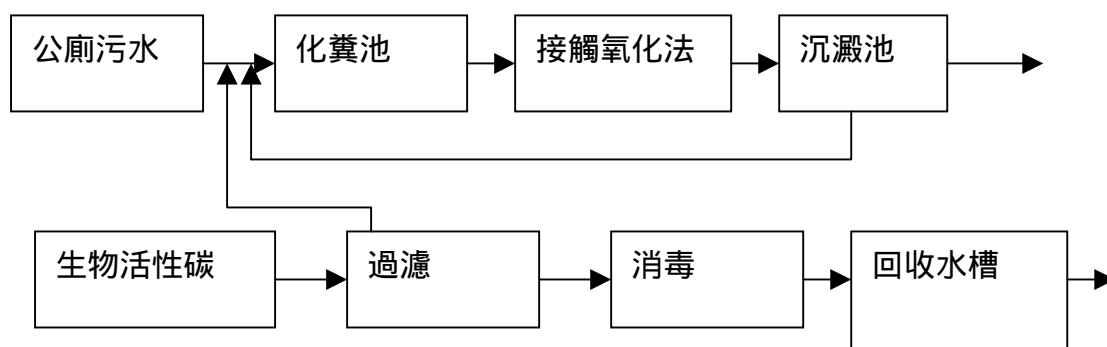 公廁污水
化糞池
接觸氧化法
沉澱池
生物活性碳
過濾
消毒
回收水槽